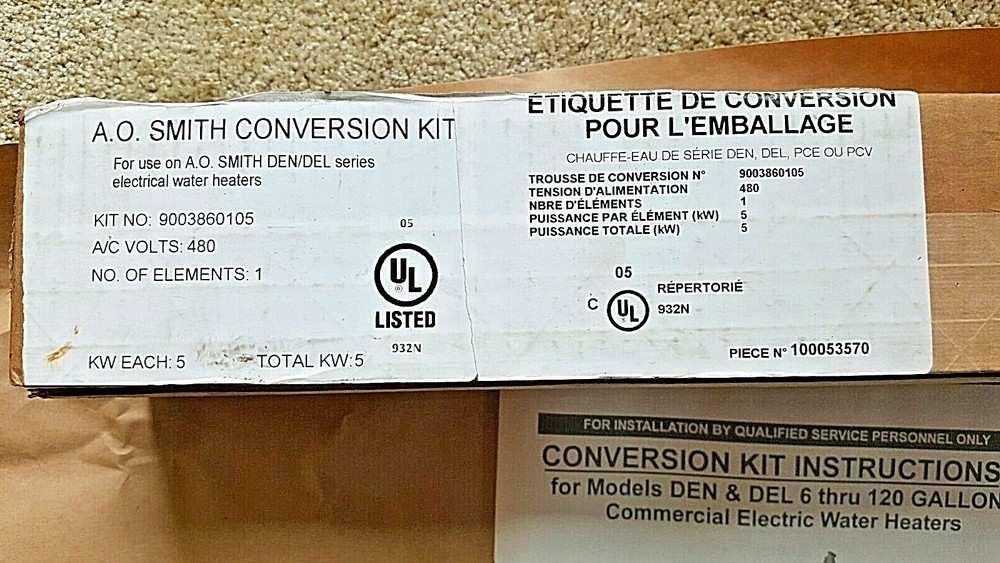 A.O. SMITH CONVERSION KIT
For use on A.O. SMITH DEN/DEL series
electrical water heaters
KIT NO: 9003860105
A/C VOLTS: 480
NO. OF ELEMENTS: 1
KW EACH: 5 TOTAL KW: 5
05
UL
LISTED
932N
ÉTIQUETTE DE CONVERSION
POUR L'EMBALLAGE
CHAUFFE-EAU DE SÉRIE DEN, DEL, PCE OU PCV
TROUSSE DE CONVERSION N° 9003860105
TENSION D'ALIMENTATION 480
NBRE D'ÉLÉMENTS 1
PUISSANCE PAR ÉLÉMENT (kW) 5
PUISSANCE TOTALE (kW) 5
05
C UL RÉPERTORIÉ
932N
PIECE N° 100053570
FOR INSTALLATION BY QUALIFIED SERVICE PERSONNEL ONLY
CONVERSION KIT INSTRUCTIONS
for Models DEN & DEL 6 thru 120 GALLON
Commercial Electric Water Heaters